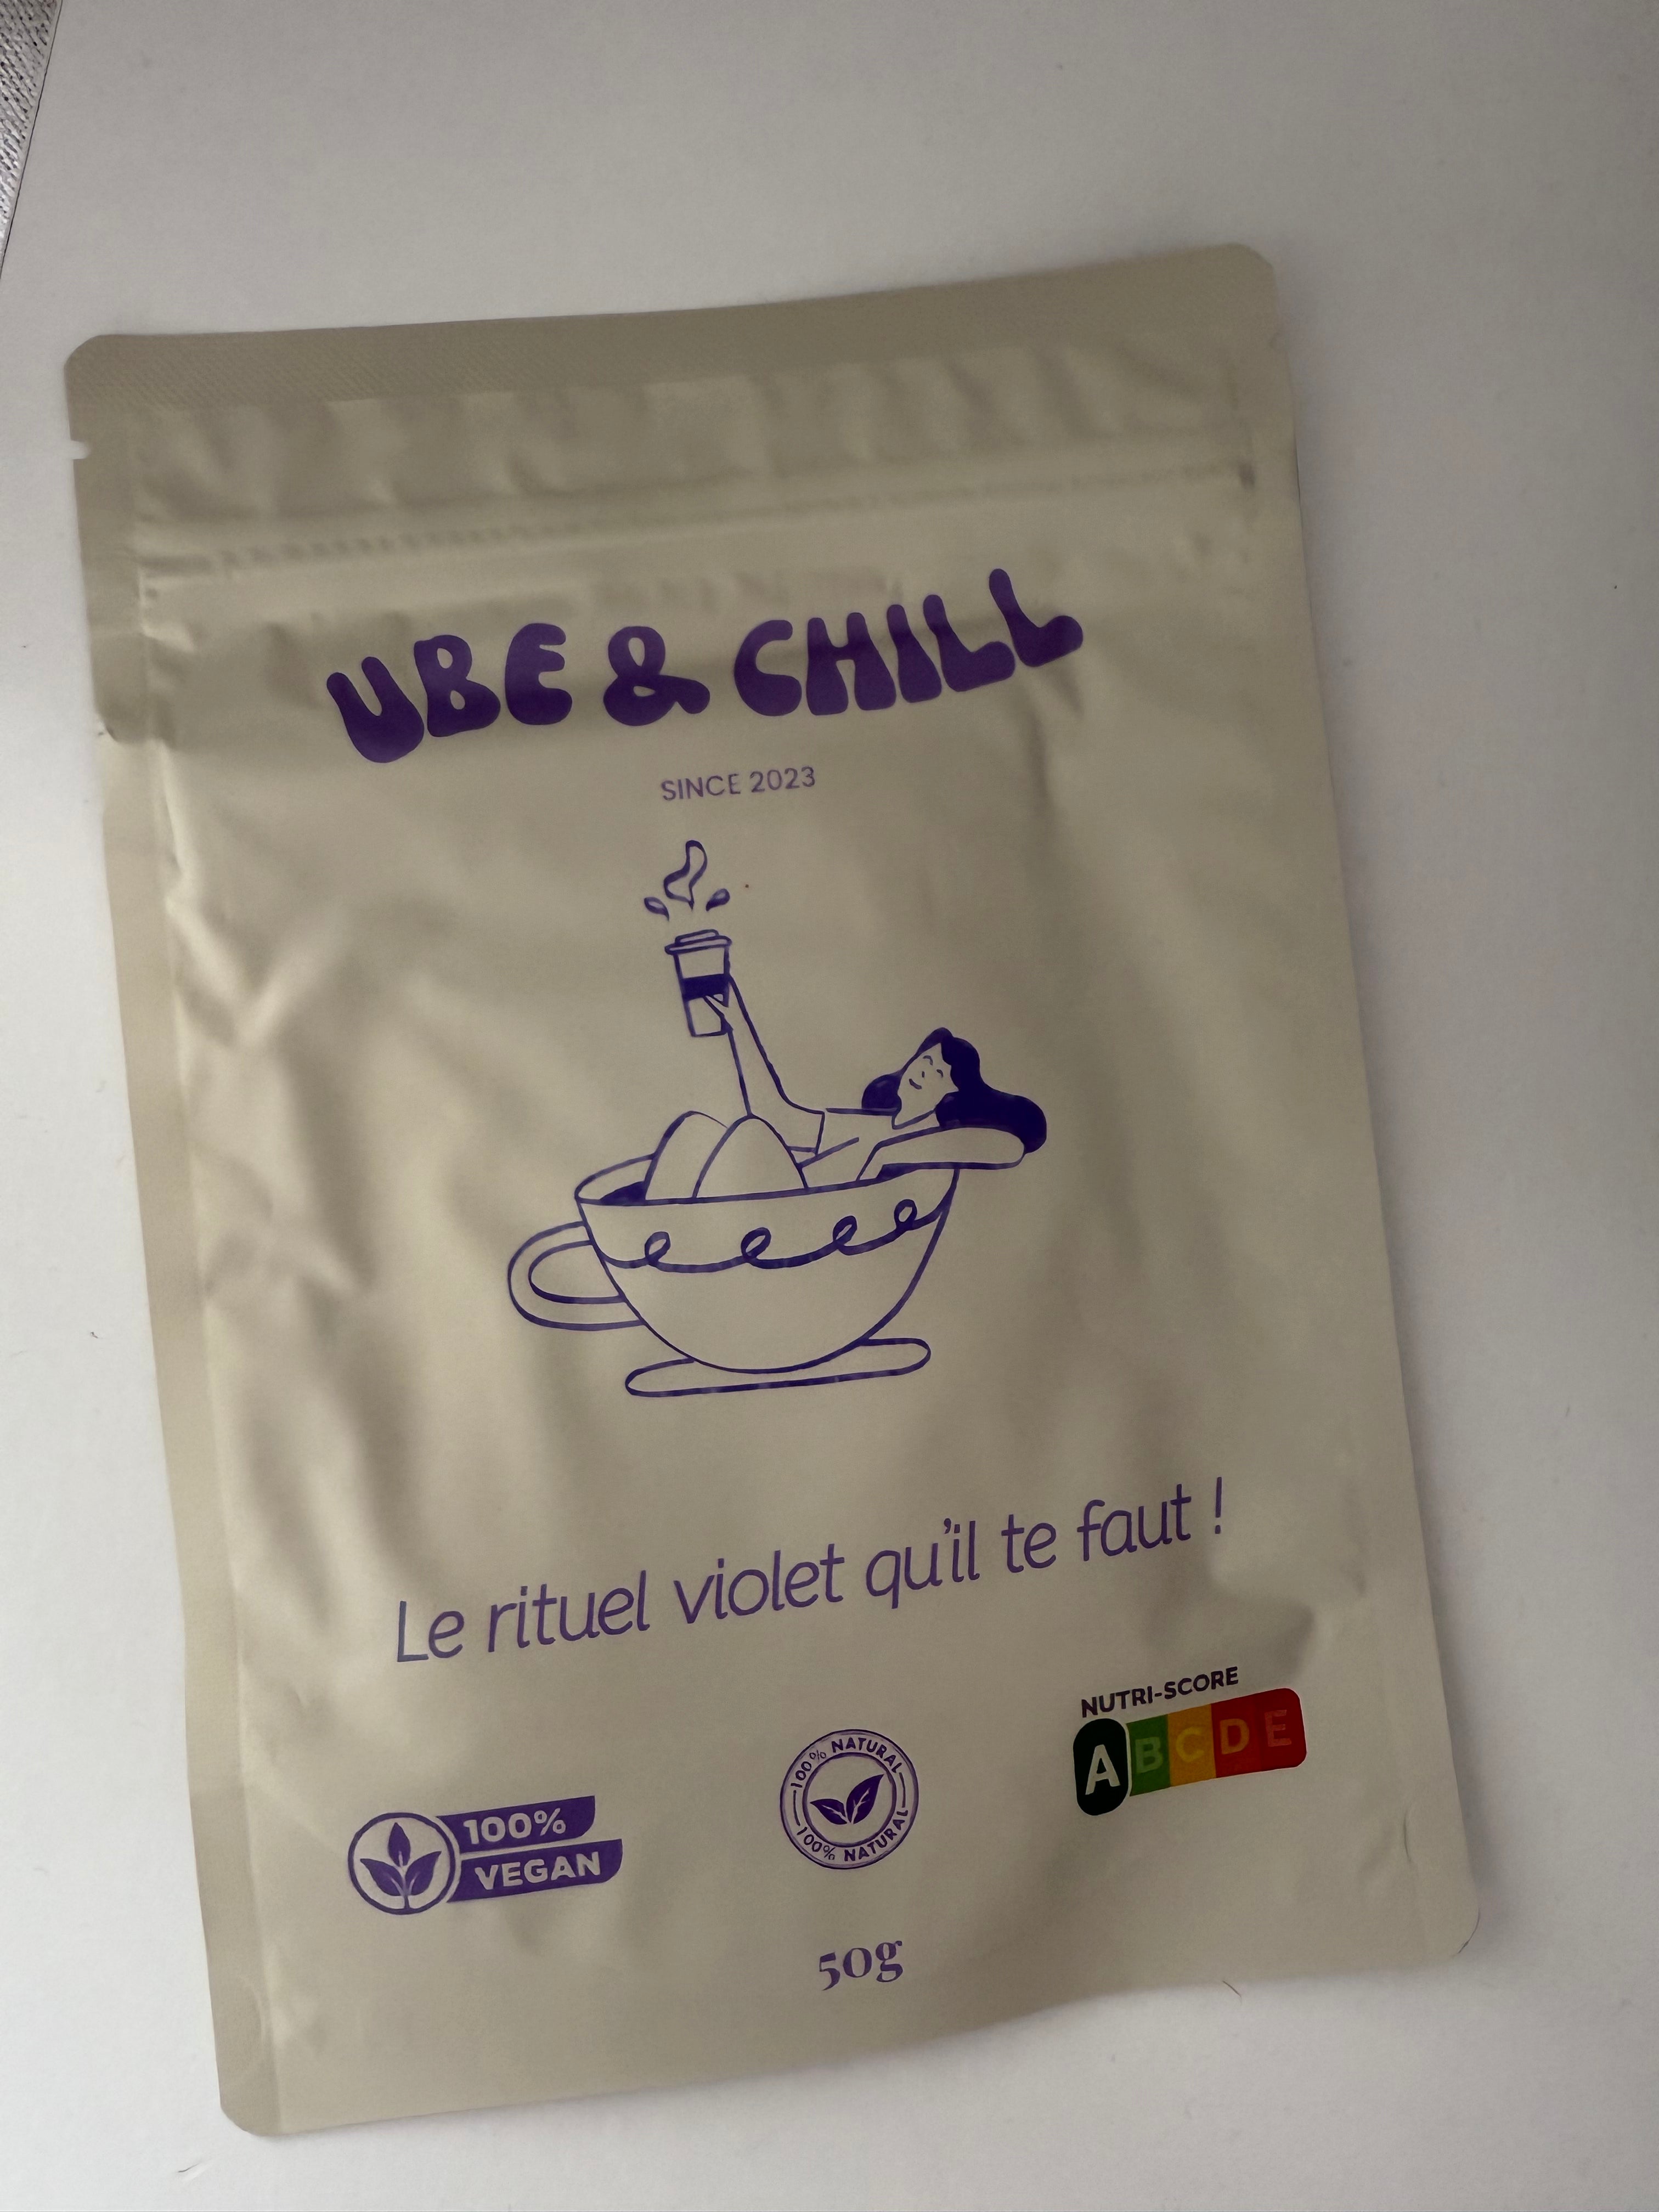 UBE & CHILL
SINCE 2023
Le rituel violet qu'il te faut !
NUTRI-SCORE
A B C D E
100% NATURAL
100% NATURAL
100%
VEGAN
50g